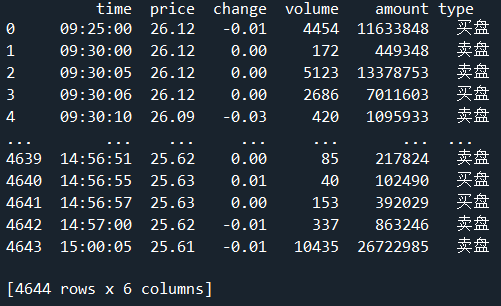 time price change volume amount type
0 09:25:00 26.12 -0.01 4454 11633848 买盘
1 09:30:00 26.12 0.00 172 449348 卖盘
2 09:30:05 26.12 0.00 5123 13378753 卖盘
3 09:30:06 26.12 0.00 2686 7011603 买盘
4 09:30:10 26.09 -0.03 420 1095933 卖盘
... ... ... ... ... ... ...
4639 14:56:51 25.62 0.00 85 217824 卖盘
4640 14:56:55 25.63 0.01 40 102490 买盘
4641 14:56:57 25.63 0.00 153 392029 买盘
4642 14:57:00 25.62 -0.01 337 863246 卖盘
4643 15:00:05 25.61 -0.01 10435 26722985 卖盘
[4644 rows x 6 columns]